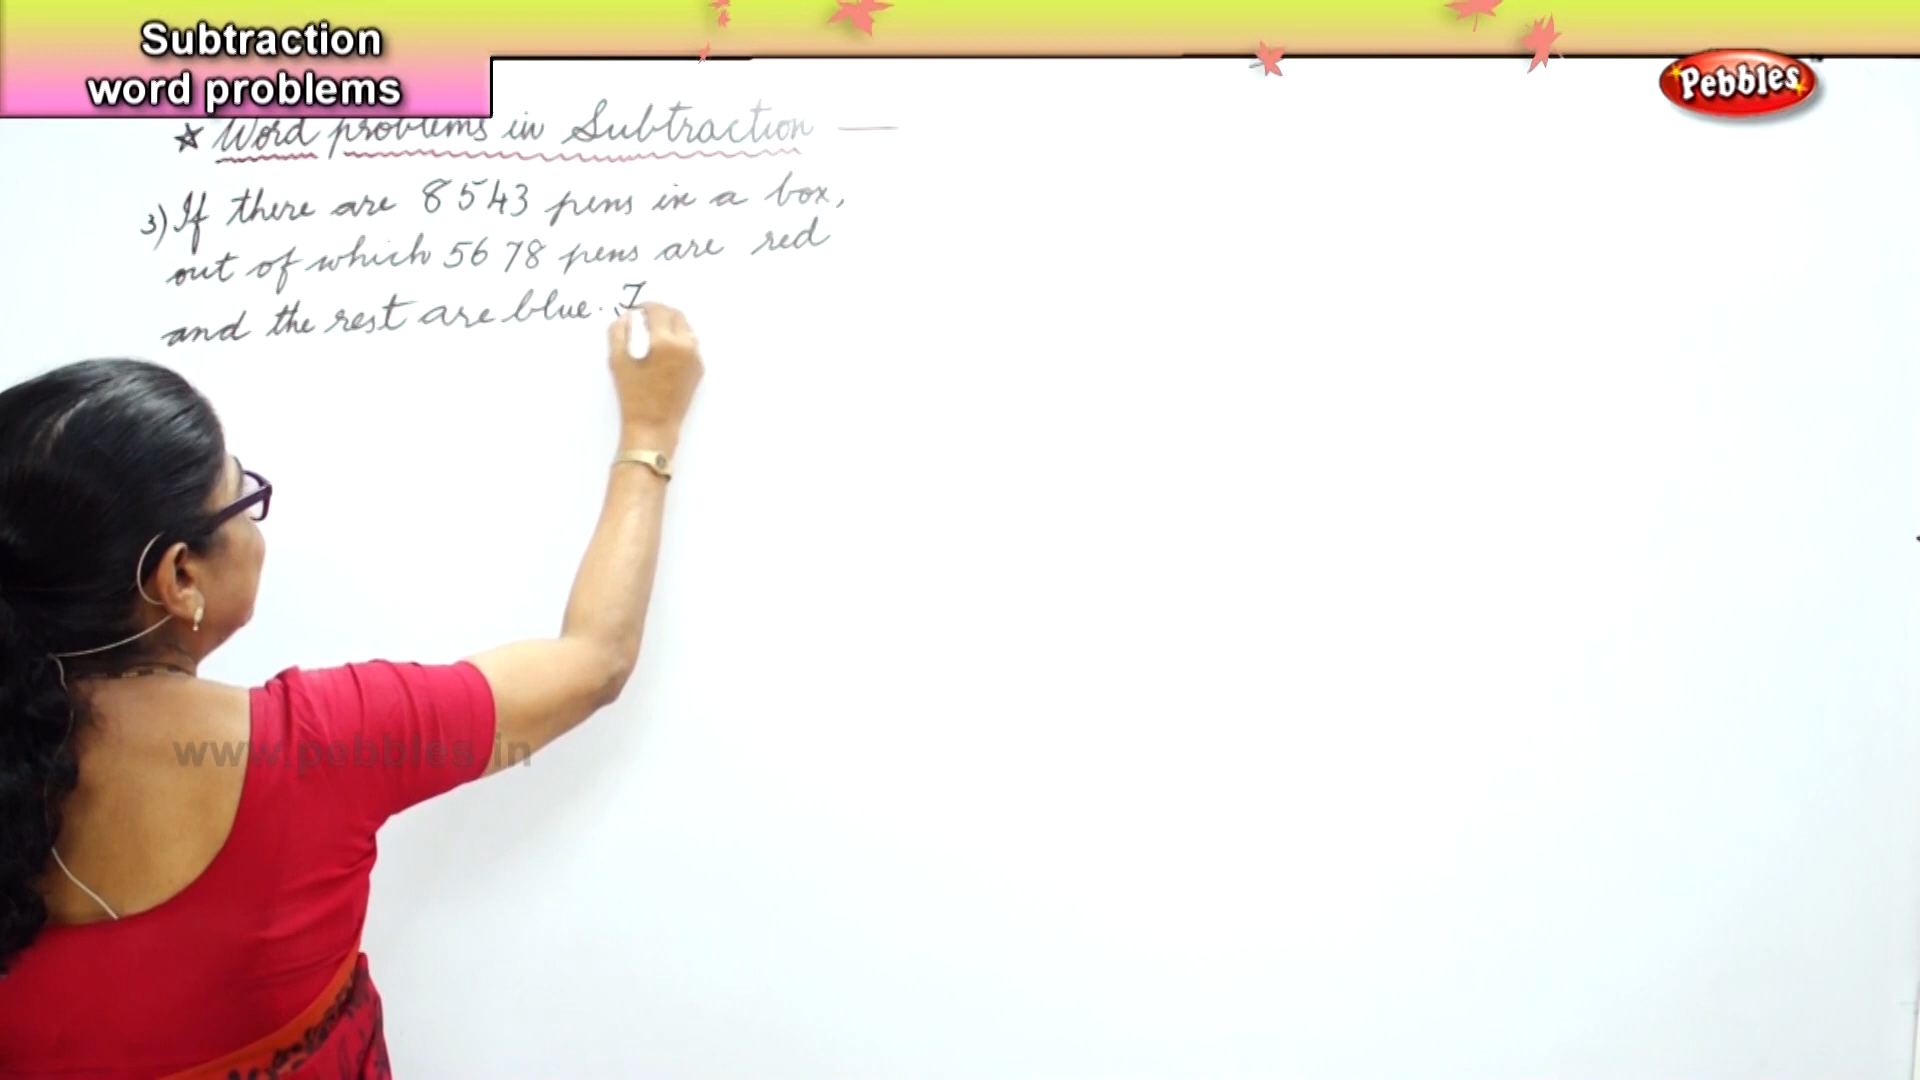 Subtraction
word problems
Pebbles
★ Word problems in Subtraction —
3) If there are 8543 pens in a box,
out of which 5678 pens are red
and the rest are blue. F
www.pebbles.in